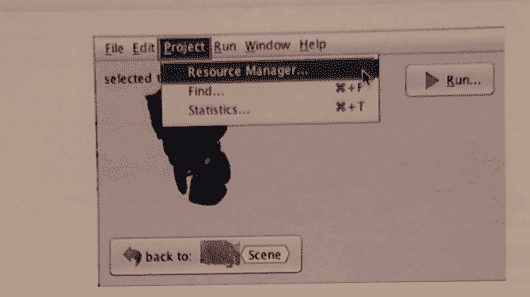 File Edit Project Run Window Help
selected
Resource Manager...
Run...
Find... ⌘+F
Statistics... ⌘+T
back to: Scene